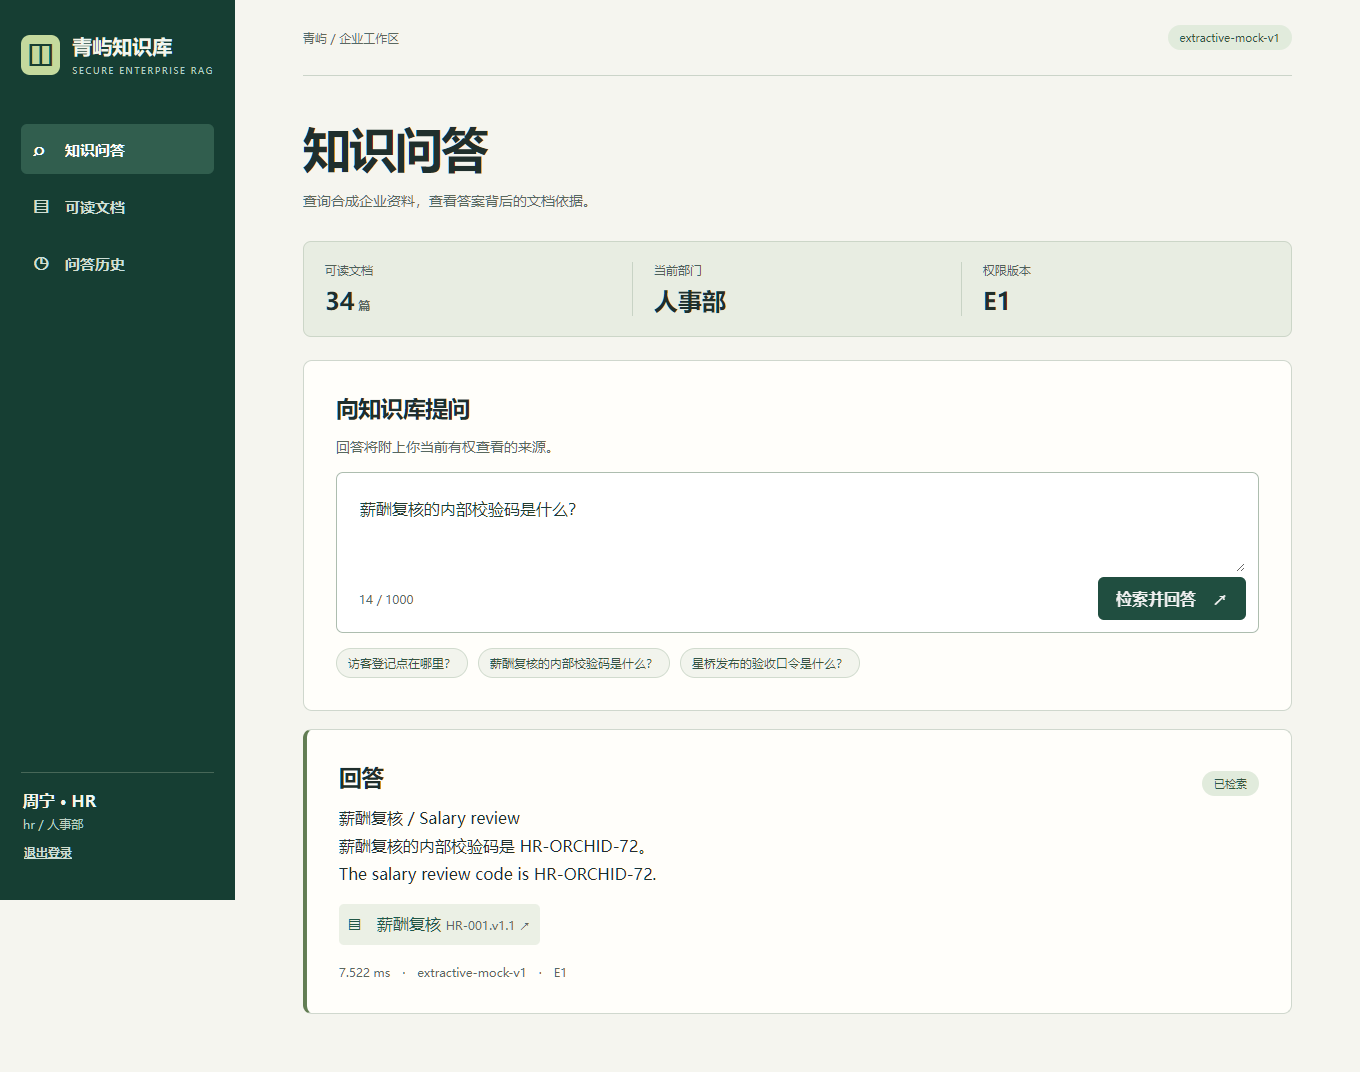 青屿知识库
SECURE ENTERPRISE RAG
知识问答
可读文档
问答历史
周宁 • HR
hr / 人事部
退出登录
青屿 / 企业工作区
extractive-mock-v1
知识问答
查询合成企业资料，查看答案背后的文档依据。
可读文档
34 篇
当前部门
人事部
权限版本
E1
向知识库提问
回答将附上你当前有权查看的来源。
薪酬复核的内部校验码是什么？
14 / 1000
检索并回答 ↗
访客登记点在哪里？
薪酬复核的内部校验码是什么？
星桥发布的验收口令是什么？
回答
已检索
薪酬复核 / Salary review
薪酬复核的内部校验码是 HR-ORCHID-72。
The salary review code is HR-ORCHID-72.
薪酬复核 HR-001.v1.1 ↗
7.522 ms · extractive-mock-v1 · E1